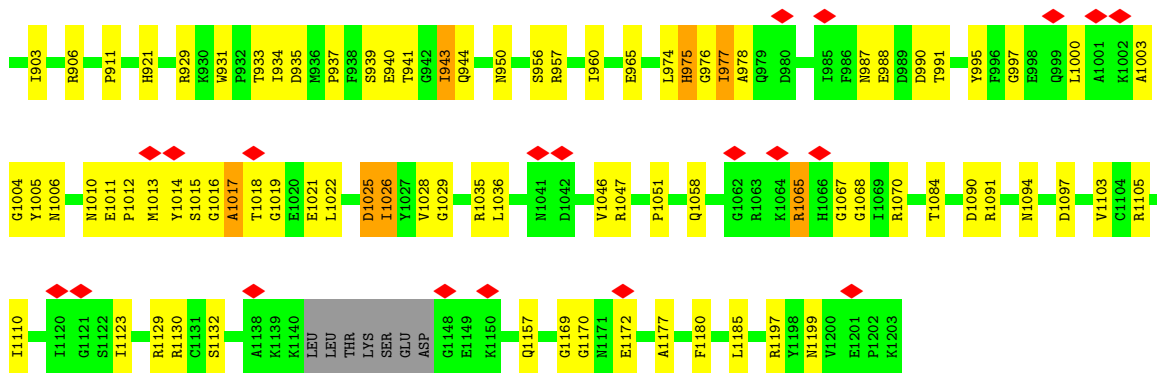 I903 R906 P911 H921 R929 K930 W931 P932 T933 I934 D935 M936 P937 F938 S939 E940 T941 G942 I943 Q944 N950 S956 R957 I960 E965 L974 H975 G976 I977 A978 Q979 D980 I985 F986 N987 E988 D989 D990 T991 Y995 F996 G997 E998 Q999 L1000 A1001 K1002 A1003
G1004 Y1005 N1006 N1010 E1011 P1012 M1013 Y1014 S1015 G1016 A1017 T1018 G1019 E1020 E1021 L1022 D1025 I1026 Y1027 V1028 G1029 R1035 L1036 N1041 D1042 V1046 R1047 P1051 Q1058 G1062 R1063 K1064 R1065 H1066 G1067 G1068 I1069 R1070 T1084 D1090 R1091 N1094 D1097 V1103 C1104 R1105
I1110 I1120 G1121 S1122 I1123 R1129 R1130 C1131 S1132 A1138 K1139 K1140 LEU LEU THR LYS SER GLU ASP G1148 E1149 K1150 Q1157 G1169 G1170 N1171 E1172 A1177 F1180 L1185 R1197 Y1198 N1199 V1200 E1201 P1202 K1203